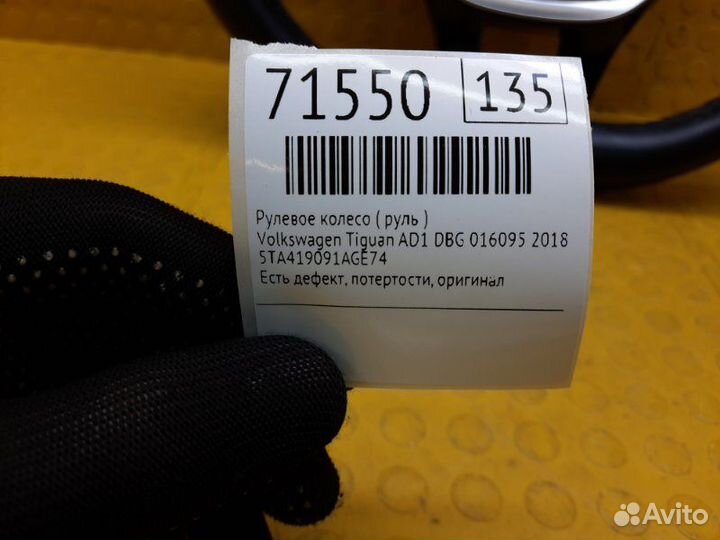 71550 135
Рулевое колесо ( руль )
Volkswagen Tiguan AD1 DBG 016095 2018
5TA419091AGE74
Есть дефект, потертости, оригинал
Avito